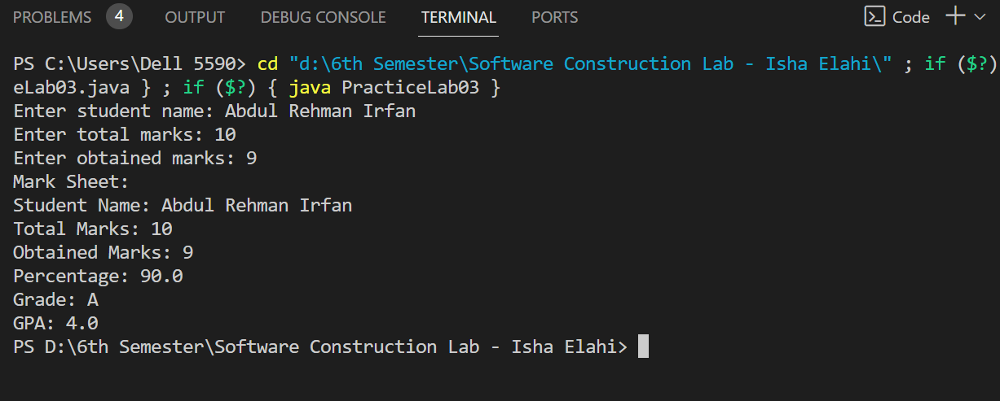 PROBLEMS 4 OUTPUT DEBUG CONSOLE TERMINAL PORTS Code
PS C:\Users\Dell 5590> cd "d:\6th Semester\Software Construction Lab - Isha Elahi\" ; if ($?)
eLab03.java } ; if ($?) { java PracticeLab03 }
Enter student name: Abdul Rehman Irfan
Enter total marks: 10
Enter obtained marks: 9
Mark Sheet:
Student Name: Abdul Rehman Irfan
Total Marks: 10
Obtained Marks: 9
Percentage: 90.0
Grade: A
GPA: 4.0
PS D:\6th Semester\Software Construction Lab - Isha Elahi>